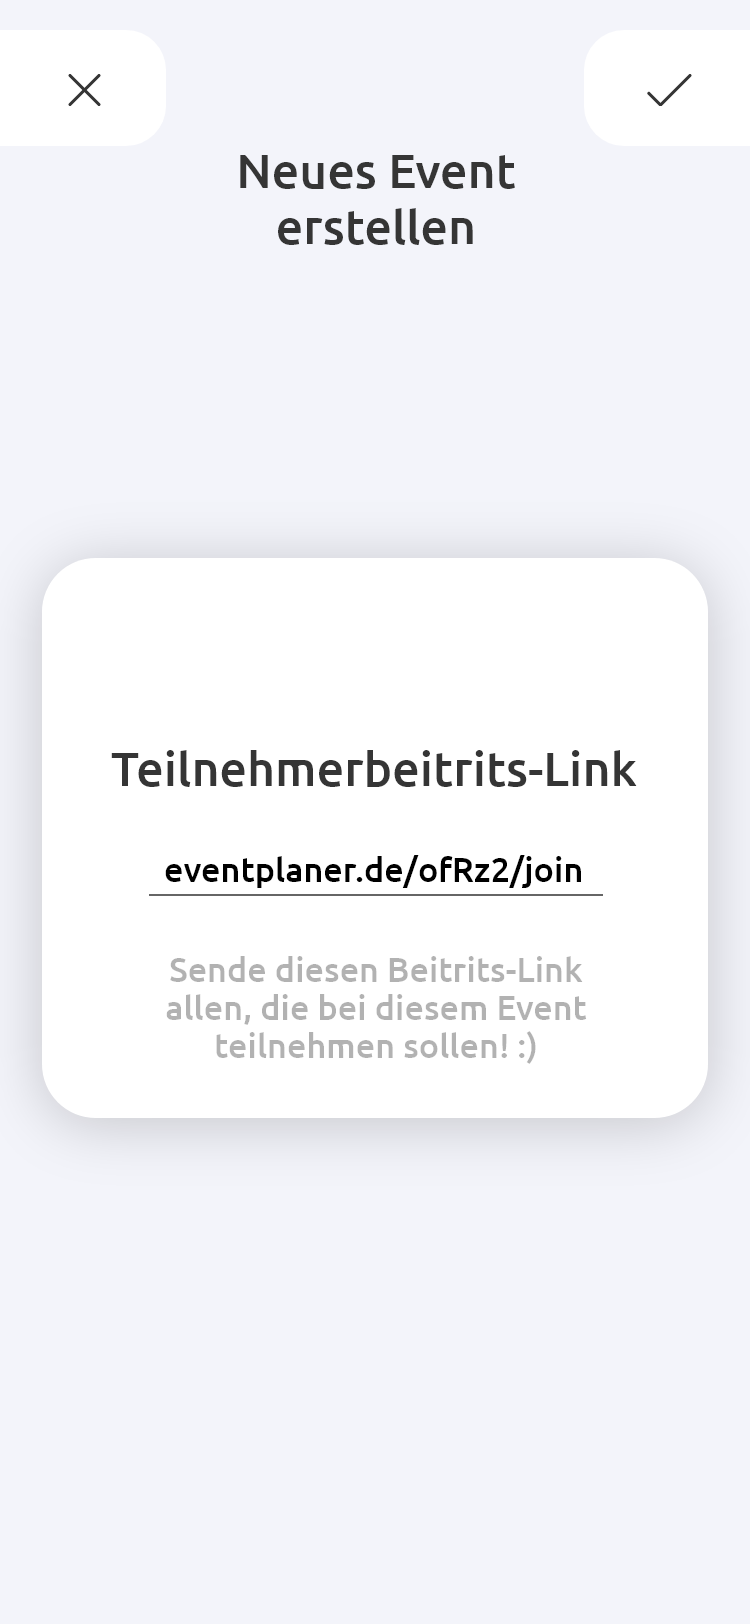 Neues Event
erstellen
Teilnehmerbeitrits-Link
eventplaner.de/ofRz2/join
Sende diesen Beitrits-Link
allen, die bei diesem Event
teilnehmen sollen! :)